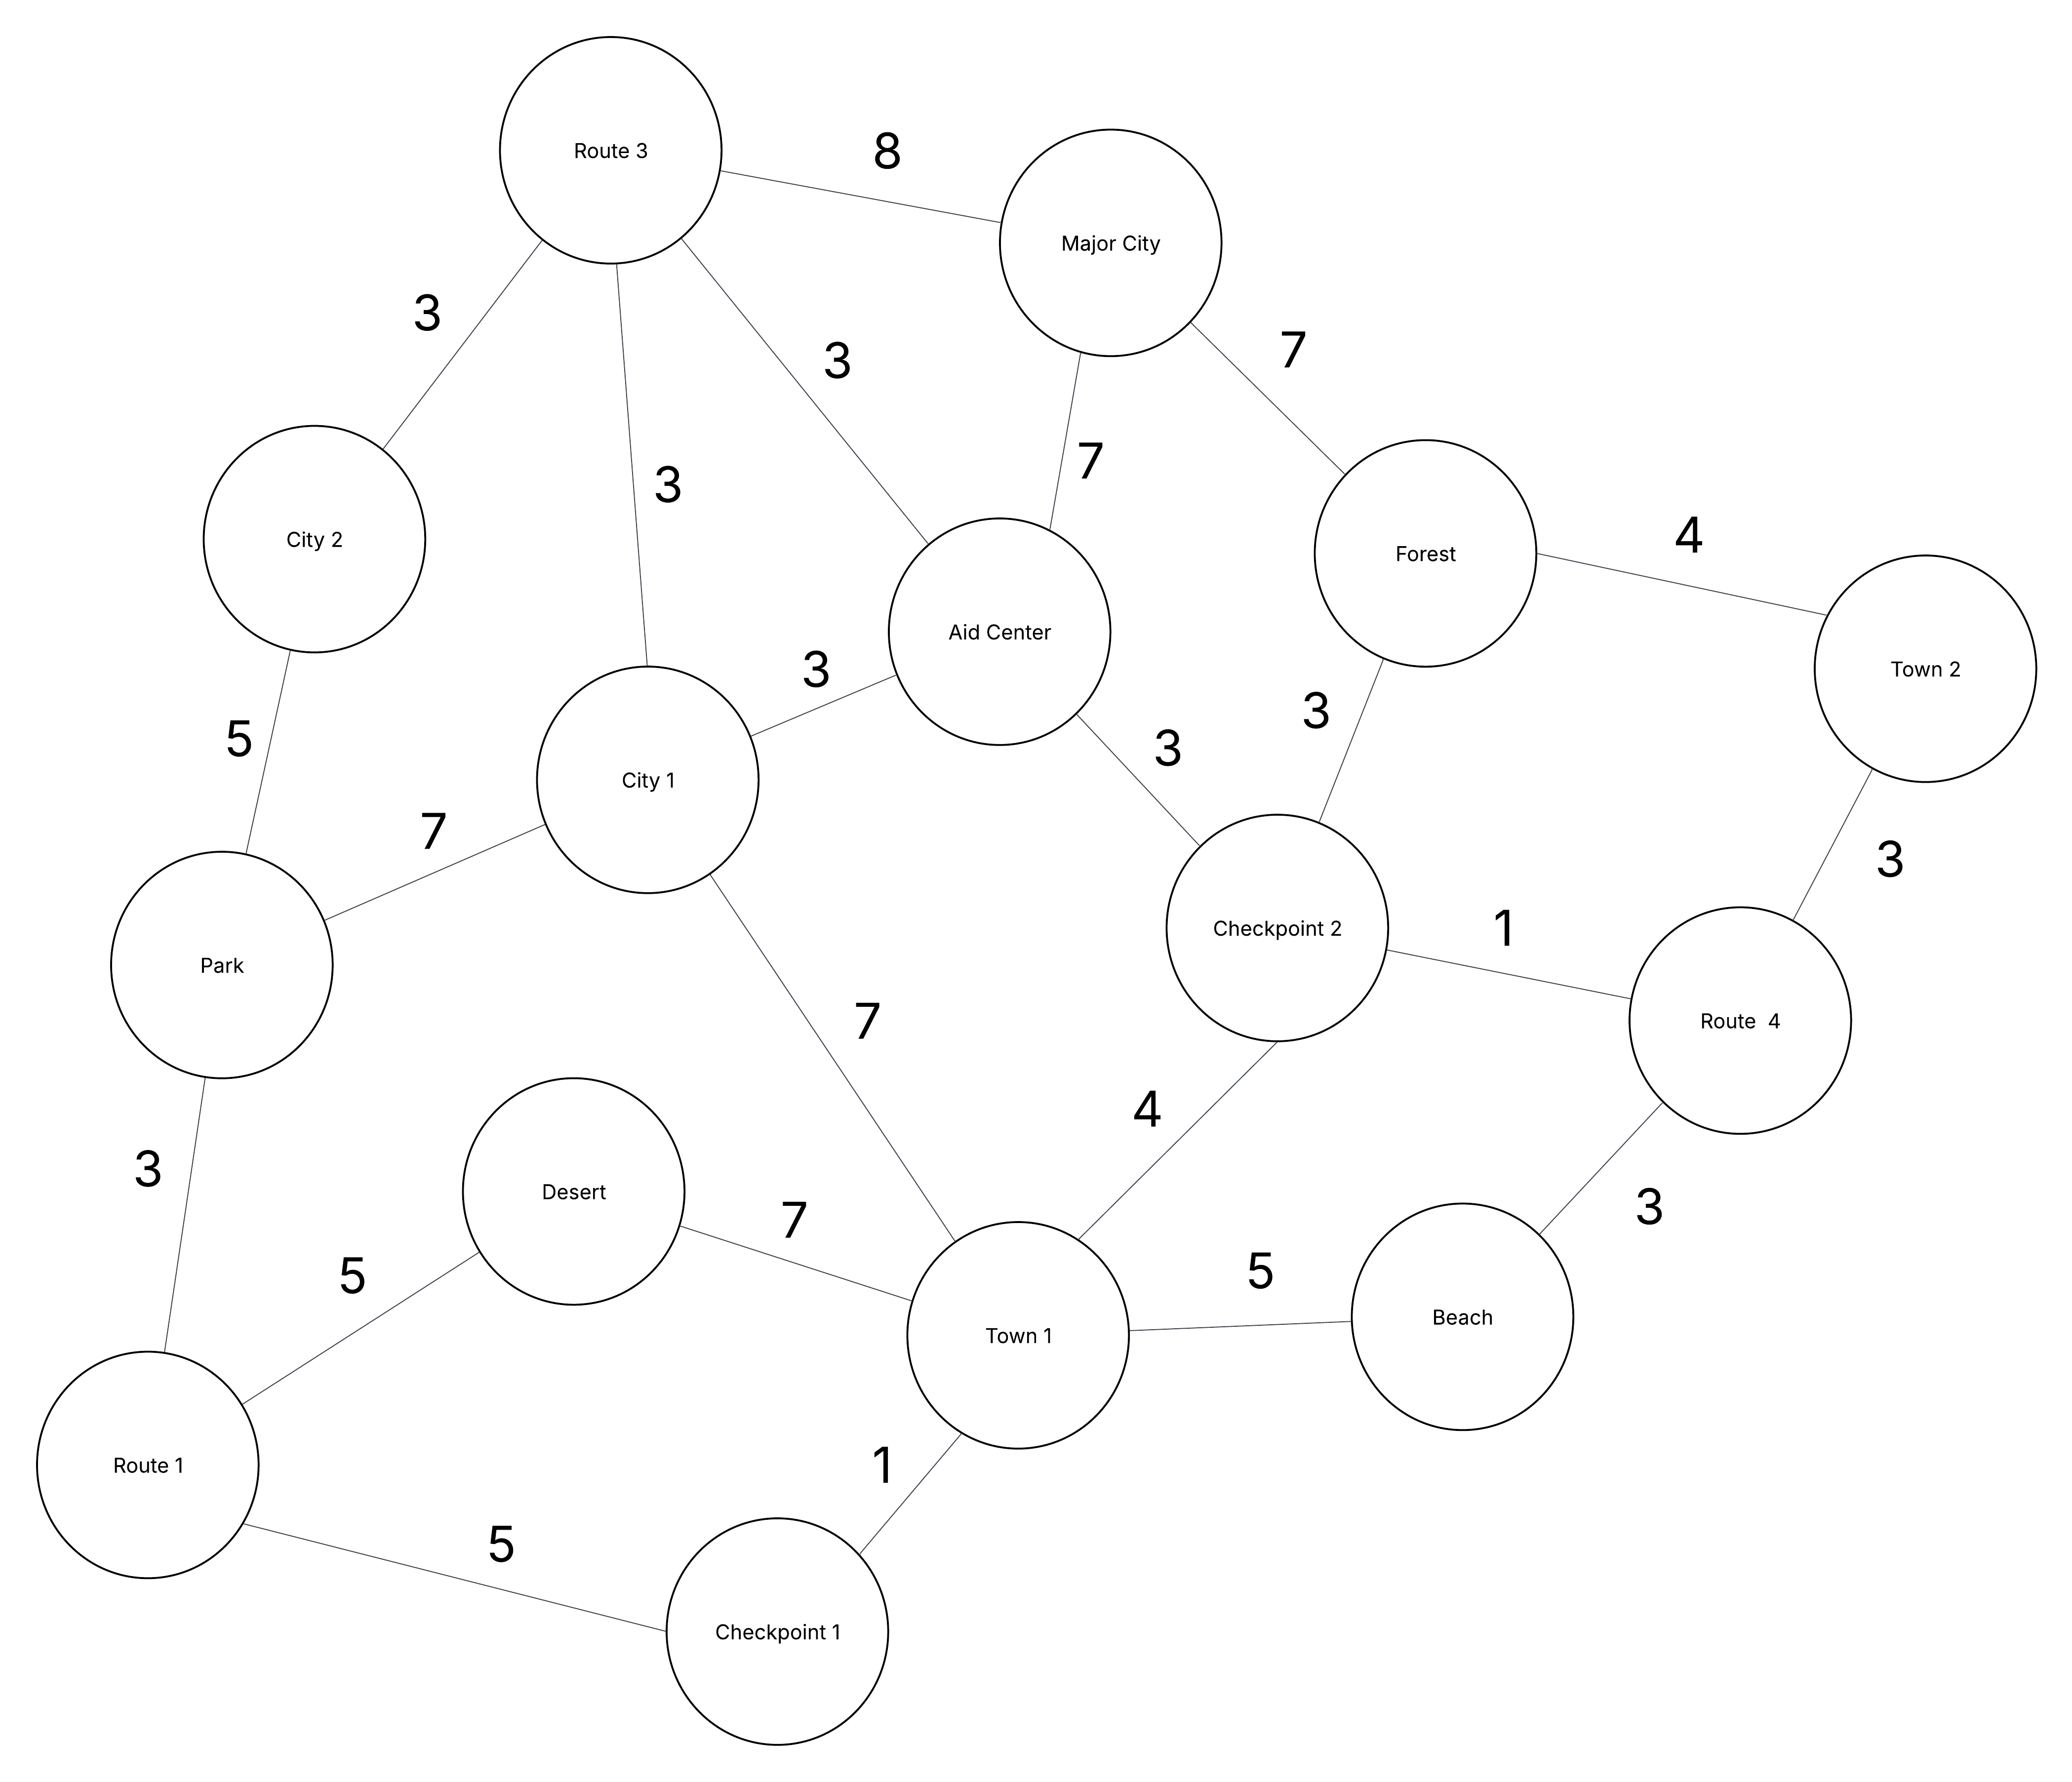 Route 3
8
Major City
3
3
7
3
7
City 2
Forest
4
Aid Center
3
Town 2
3
5
3
City 1
7
3
Checkpoint 2
1
Park
7
Route  4
4
3
Desert
7
3
5
5
Beach
Town 1
1
Route 1
5
Checkpoint 1